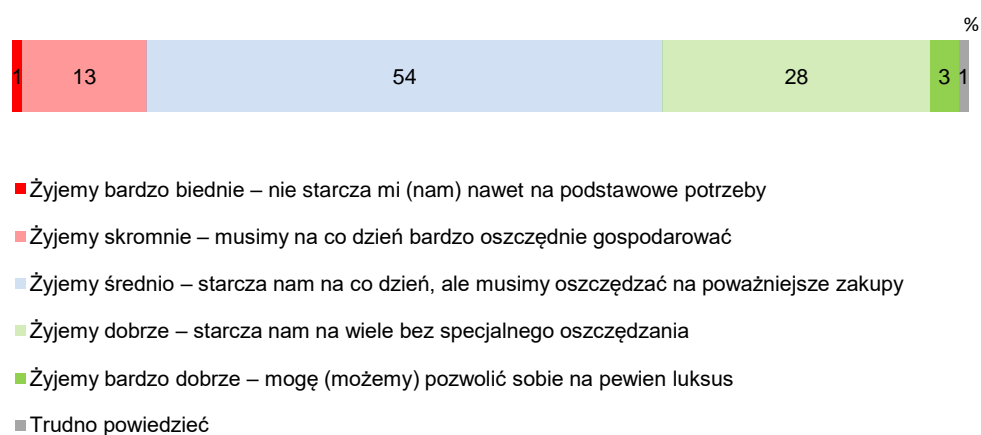 %
1 13 54 28 3 1
Żyjemy bardzo biednie – nie starcza mi (nam) nawet na podstawowe potrzeby
Żyjemy skromnie – musimy na co dzień bardzo oszczędnie gospodarować
Żyjemy średnio – starcza nam na co dzień, ale musimy oszczędzać na poważniejsze zakupy
Żyjemy dobrze – starcza nam na wiele bez specjalnego oszczędzania
Żyjemy bardzo dobrze – mogę (możemy) pozwolić sobie na pewien luksus
Trudno powiedzieć